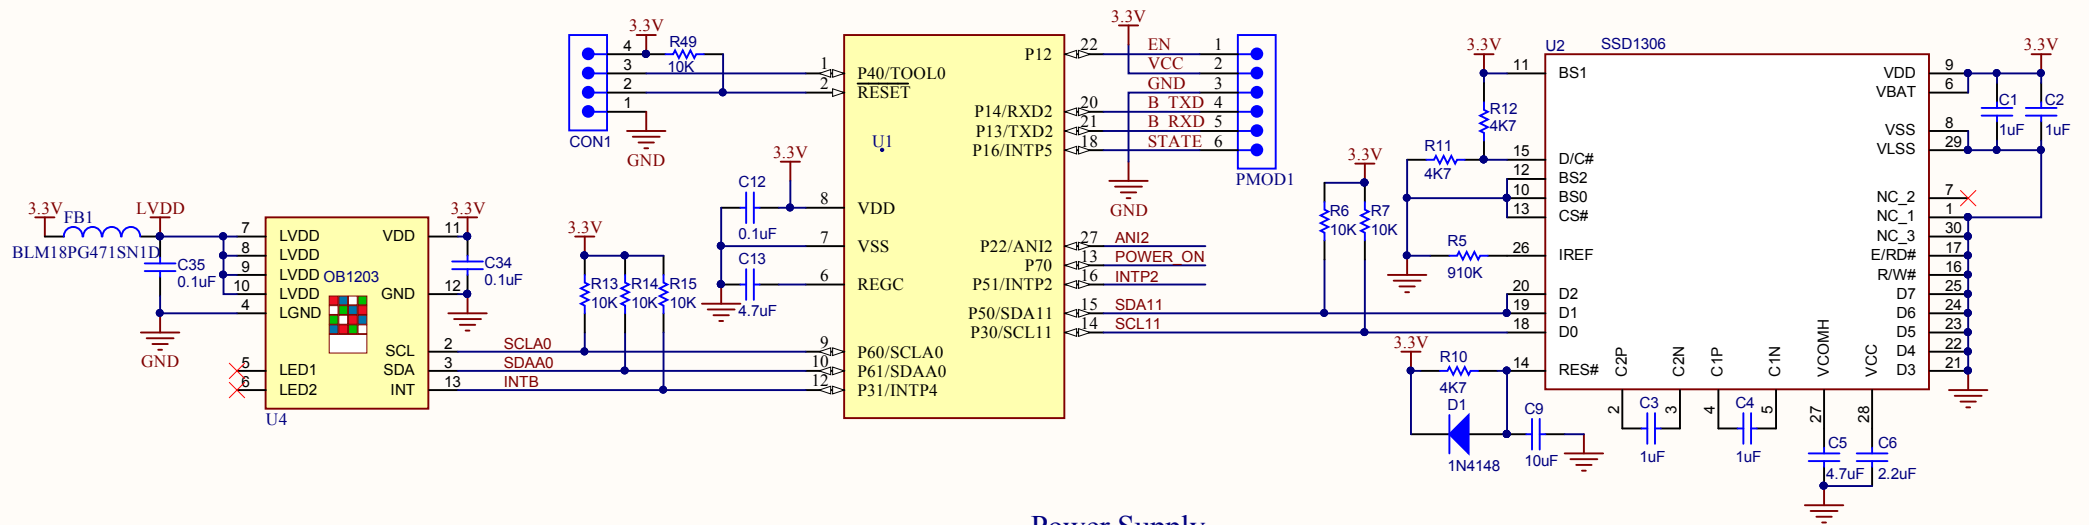 3.3V
4
R49
10K
3
2
1
CON1
GND
1
P40/TOOL0
2
RESET
U1
P12
22
EN
1
3.3V
VCC
2
GND
3
P14/RXD2
20
B_TXD
4
P13/TXD2
21
B_RXD
5
P16/INTP5
18
STATE
6
PMOD1
GND
3.3V
C12
0.1uF
8
VDD
7
VSS
C13
4.7uF
6
REGC
P22/ANI2
27
ANI2
P70
13
POWER_ON
P51/INTP2
16
INTP2
P50/SDA11
15
SDA11
P30/SCL11
14
SCL11
9
P60/SCLA0
10
P61/SDAA0
12
P31/INTP4
3.3V
FB1
BLM18PG471SN1D
LVDD
C35
0.1uF
GND
7
LVDD
8
LVDD
9
LVDD
10
LVDD
4
LGND
OB1203
5
LED1
6
LED2
U4
VDD
11
3.3V
C34
0.1uF
GND
12
SCL
2
SCLA0
SDA
3
SDAA0
INT
13
INTB
3.3V
R13
10K
R14
10K
R15
10K
3.3V
R6
10K
R7
10K
3.3V
R12
4K7
R11
4K7
R5
910K
U2
SSD1306
11
BS1
15
D/C#
12
BS2
10
BS0
13
CS#
26
IREF
20
D2
19
D1
18
D0
14
RES#
3.3V
R10
4K7
D1
1N4148
C9
10uF
VDD
9
VBAT
6
VSS
8
VLSS
29
NC_2
7
NC_1
1
NC_3
30
E/RD#
17
R/W#
16
D7
25
D6
24
D5
23
D4
22
D3
21
3.3V
C1
1uF
C2
1uF
C2P
C2N
C1P
C1N
VCOMH
VCC
2
3
4
5
27
28
C3
1uF
C4
1uF
C5
4.7uF
C6
2.2uF
Power Supply